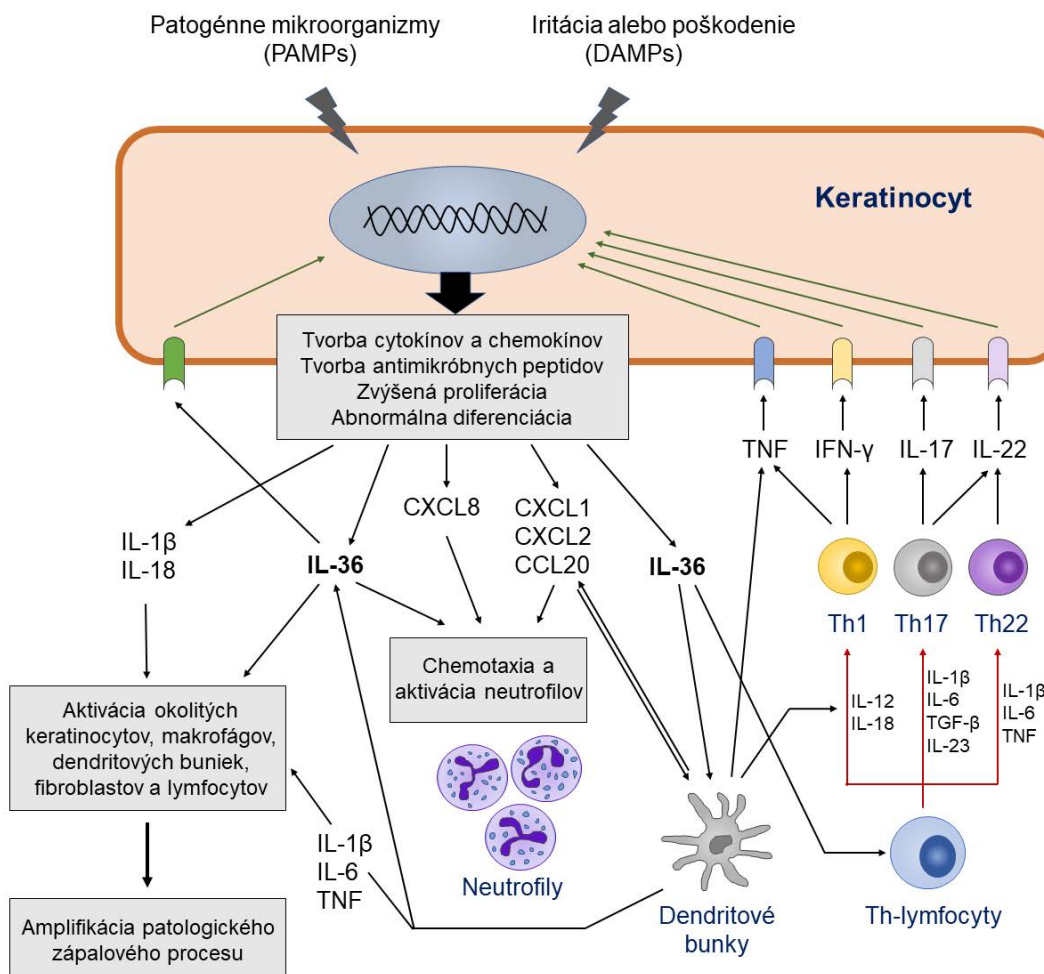 Patogénne mikroorganizmy
(PAMPs)
Iritácia alebo poškodenie
(DAMPs)
Keratinocyt
Tvorba cytokínov a chemokínov
Tvorba antimikróbnych peptidov
Zvýšená proliferácia
Abnormálna diferenciácia
TNF
IFN-γ
IL-17
IL-22
CXCL8
CXCL1
CXCL2
CCL20
IL-1β
IL-18
IL-36
IL-36
Th1
Th17
Th22
Chemotaxia a
aktivácia neutrofilov
Aktivácia okolitých
keratinocytov, makrofágov,
dendritových buniek,
fibroblastov a lymfocytov
IL-12
IL-18
IL-1β
IL-6
TGF-β
IL-23
IL-1β
IL-6
TNF
IL-1β
IL-6
TNF
Neutrofily
Dendritové
bunky
Th-lymfocyty
Amplifikácia patologického
zápalového procesu